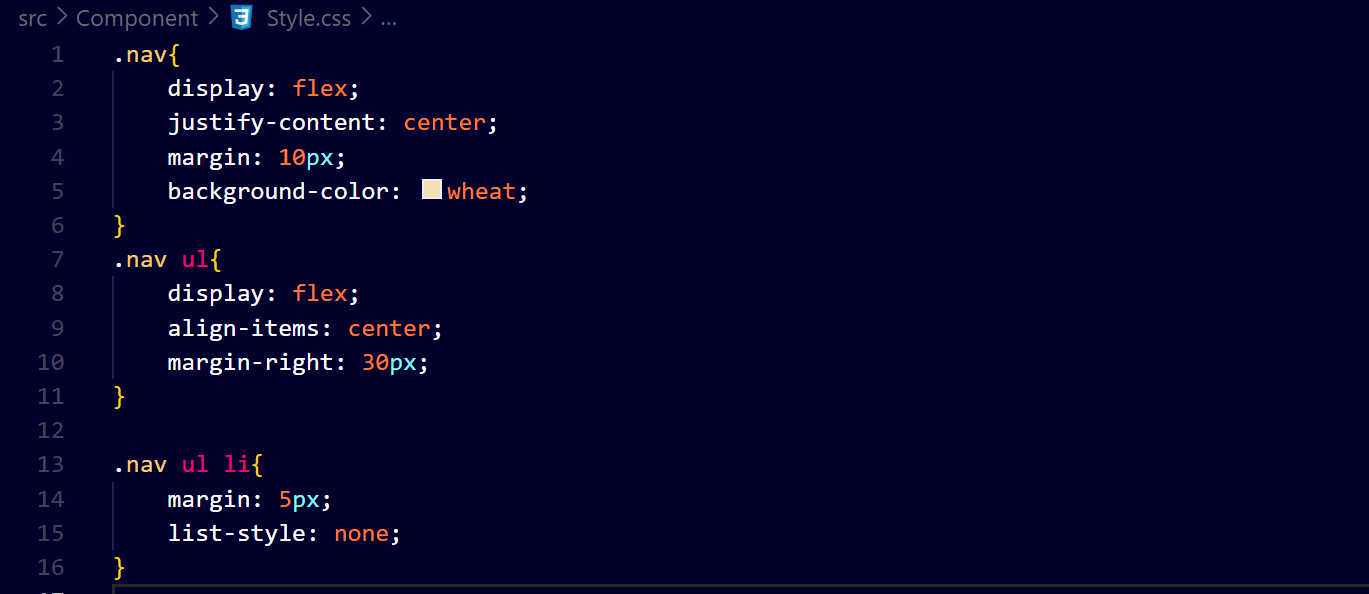 src > Component > Style.css > ...
1 .nav{
2     display: flex;
3     justify-content: center;
4     margin: 10px;
5     background-color: wheat;
6 }
7 .nav ul{
8     display: flex;
9     align-items: center;
10     margin-right: 30px;
11 }
12
13 .nav ul li{
14     margin: 5px;
15     list-style: none;
16 }